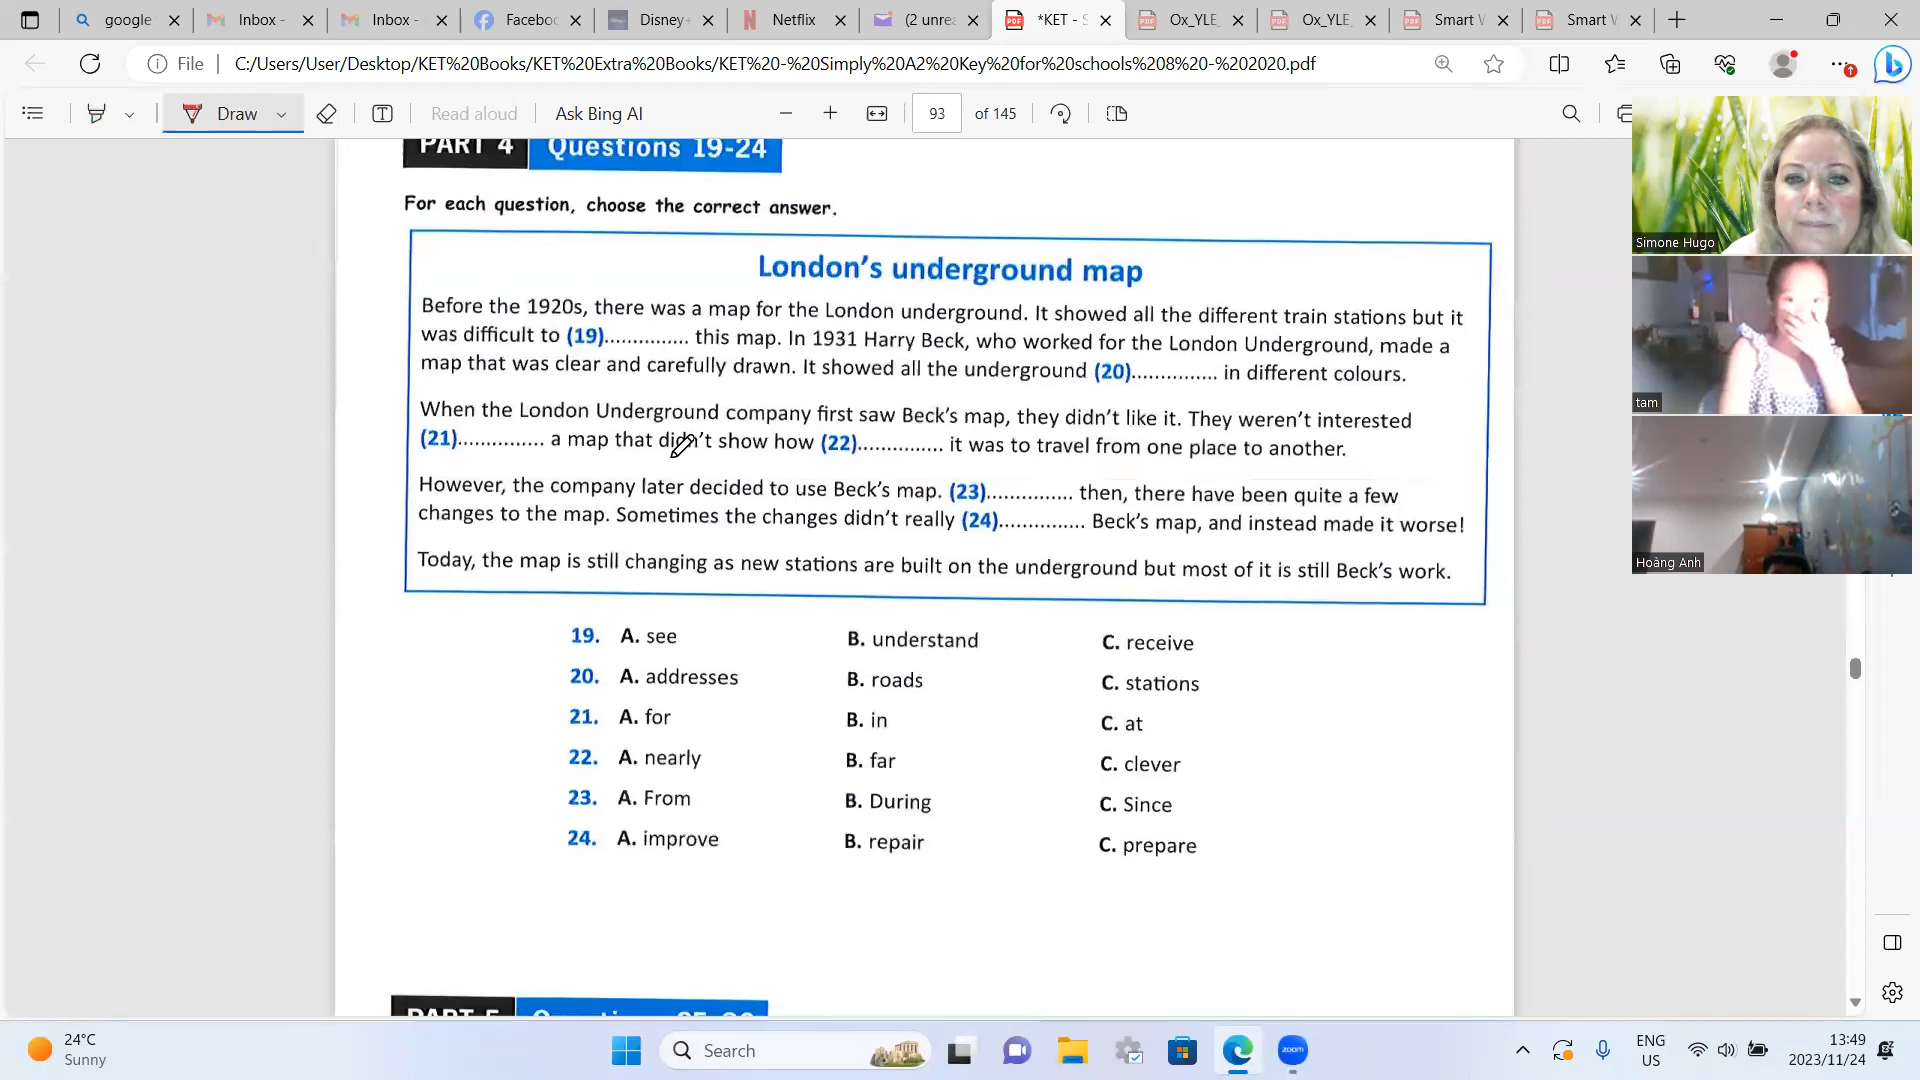 google
Inbox -
Inbox -
Faceboo
Disney+
Netflix
(2 unrea
*KET - S
Ox_YLE_
Ox_YLE_
Smart W
Smart W
File
C:/Users/User/Desktop/KET%20Books/KET%20Extra%20Books/KET%20-%20Simply%20A2%20Key%20for%20schools%208%20-%202020.pdf
Draw
Read aloud
Ask Bing AI
93
of 145
PART 4
Questions 19-24
For each question, choose the correct answer.
London's underground map
Before the 1920s, there was a map for the London underground. It showed all the different train stations but it
was difficult to (19)............... this map. In 1931 Harry Beck, who worked for the London Underground, made a
map that was clear and carefully drawn. It showed all the underground (20)............... in different colours.
When the London Underground company first saw Beck's map, they didn't like it. They weren't interested
(21)............... a map that didn't show how (22)............... it was to travel from one place to another.
However, the company later decided to use Beck's map. (23)............... then, there have been quite a few
changes to the map. Sometimes the changes didn't really (24)............... Beck's map, and instead made it worse!
Today, the map is still changing as new stations are built on the underground but most of it is still Beck's work.
19. A. see B. understand C. receive
20. A. addresses B. roads C. stations
21. A. for B. in C. at
22. A. nearly B. far C. clever
23. A. From B. During C. Since
24. A. improve B. repair C. prepare
Simone Hugo
tam
Hoàng Anh
24°C
Sunny
Search
zoom
ENG
US
13:49
2023/11/24